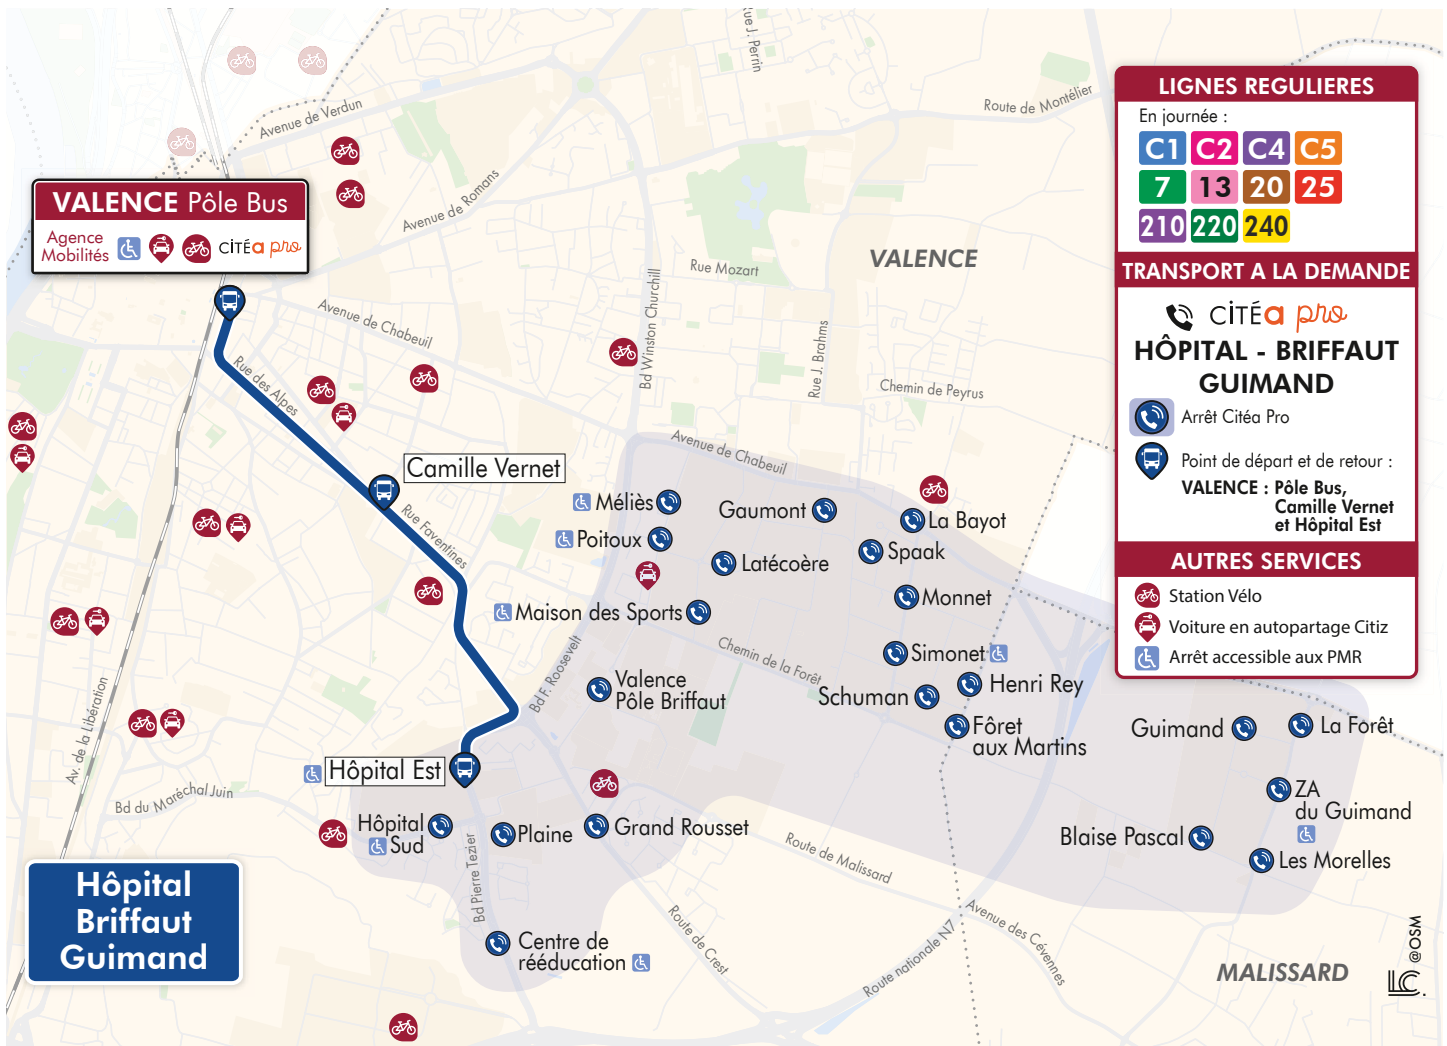 VALENCE Pôle Bus
Agence
Mobilités
CITÉa pro
Hôpital
Briffaut
Guimand
LIGNES REGULIERES
En journée :
C1 C2 C4 C5
7 13 20 25
210 220 240
TRANSPORT A LA DEMANDE
CITÉa pro
HÔPITAL - BRIFFAUT
GUIMAND
Arrêt Citéa Pro
Point de départ et de retour :
VALENCE : Pôle Bus,
Camille Vernet
et Hôpital Est
AUTRES SERVICES
Station Vélo
Voiture en autopartage Citiz
Arrêt accessible aux PMR
Rue J. Perrin
Avenue de Verdun
Route de Montélier
Avenue de Romans
VALENCE
Rue Mozart
Bd Winston Churchill
Avenue de Chabeuil
Rue J. Brahms
Chemin de Peyrus
Rue des Alpes
Avenue de Chabeuil
Camille Vernet
Rue Faventines
Méliès
Gaumont
La Bayot
Poitoux
Latécoère
Spaak
Monnet
Maison des Sports
Chemin de la Forêt
Simonet
Bd F. Roosevelt
Valence
Pôle Briffaut
Schuman
Henri Rey
Fôret
aux Martins
Guimand
La Forêt
Av. de la Libération
Hôpital Est
Bd du Maréchal Juin
ZA
du Guimand
Hôpital
Sud
Plaine
Grand Rousset
Blaise Pascal
Les Morelles
Route de Malissard
Bd Pierre Tezier
Centre de
rééducation
Route de Crest
Route nationale N7
Avenue des Cévennes
MALISSARD
LC.
@OSM